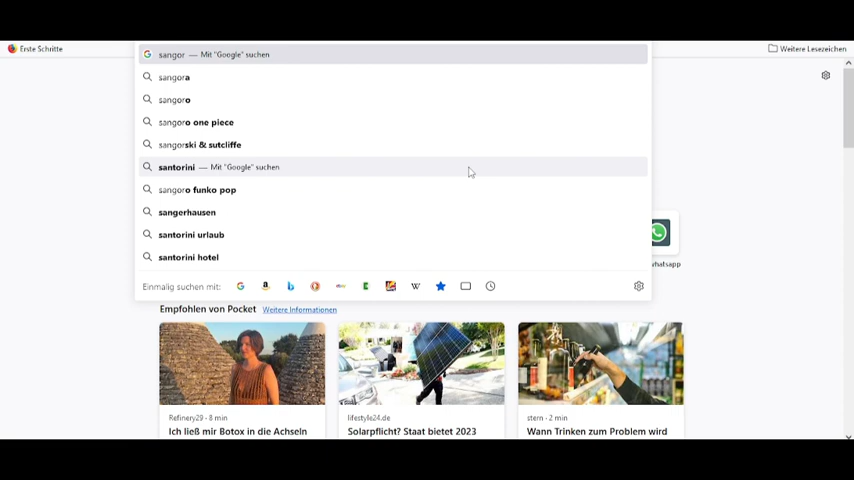 Erste Schritte
Weitere Lesezeichen
sangor — Mit "Google" suchen
sangora
sangoro
sangoro one piece
sangorski & sutcliffe
santorini — Mit "Google" suchen
sangoro funko pop
sangerhausen
santorini urlaub
santorini hotel
Einmalig suchen mit:
whatsapp
Empfohlen von Pocket Weitere Informationen
Refinery29 · 8 min
Ich ließ mir Botox in die Achseln
lifestyle24.de
Solarpflicht? Staat bietet 2023
stern · 2 min
Wann Trinken zum Problem wird